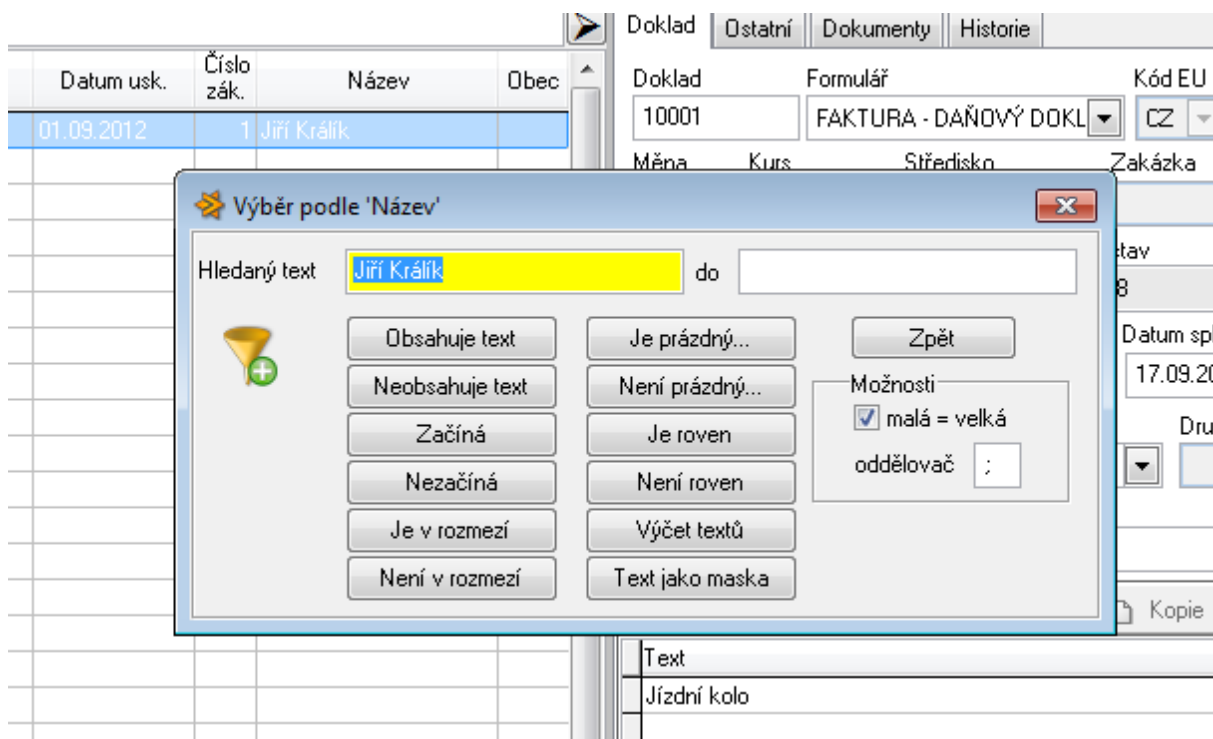 Doklad Ostatní Dokumenty Historie
Datum usk. Číslo zák. Název Obec
Doklad Formulář Kód EU
10001 FAKTURA - DAŇOVÝ DOKL CZ
01.09.2012 1 Jiří Králík
Měna Kurs Středisko Zakázka
Výběr podle 'Název'
Hledaný text Jiří Králík do
Obsahuje text Je prázdný... Zpět
Neobsahuje text Není prázdný... Možnosti
Začíná Je roven malá = velká
Nezačíná Není roven oddělovač ;
Je v rozmezí Výčet textů
Není v rozmezí Text jako maska
tav
8
Datum spl
17.09.20
Dru
Kopie
Text
Jízdní kolo